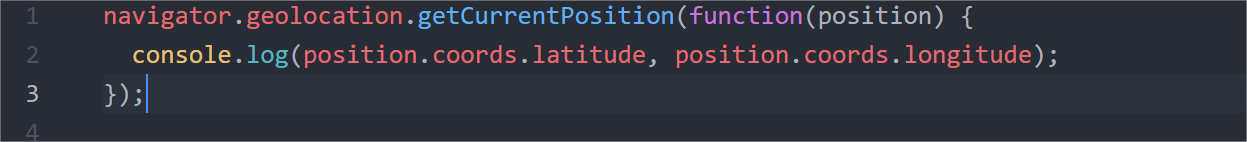 1 navigator.geolocation.getCurrentPosition(function(position) {
2 console.log(position.coords.latitude, position.coords.longitude);
3 });
4